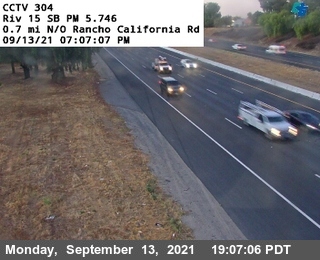 CCTV 304
Riv 15 SB PM 5.746
0.7 mi N/O Rancho California Rd
09/13/21 07:07:07 PM
Monday, September 13, 2021 19:07:06 PDT